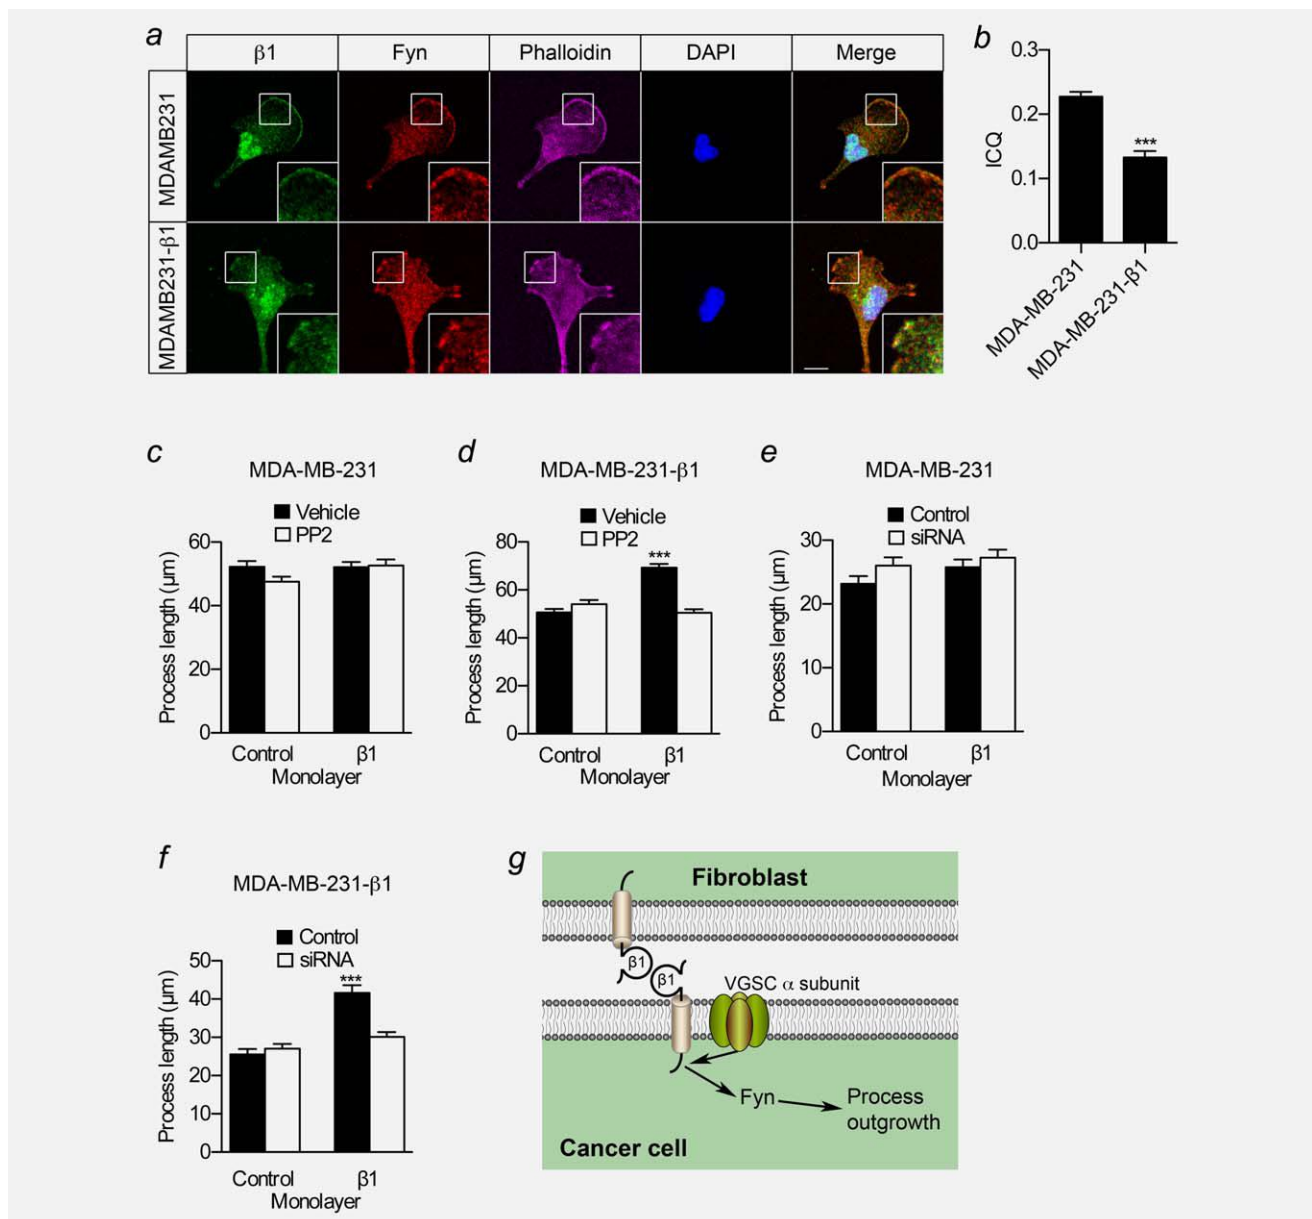 a
β1 Fyn Phalloidin DAPI Merge
MDAMB231
MDAMB231-β1
b
0.3
0.2
0.1
0.0
ICQ
***
MDA-MB-231
MDA-MB-231-β1
c
MDA-MB-231
Vehicle
PP2
60
40
20
0
Process length (µm)
Control β1
Monolayer
d
MDA-MB-231-β1
Vehicle
PP2
80
60
40
20
0
Process length (µm)
***
Control β1
Monolayer
e
MDA-MB-231
Control
siRNA
30
20
10
0
Process length (µm)
Control β1
Monolayer
f
MDA-MB-231-β1
Control
siRNA
50
40
30
20
10
0
Process length (µm)
***
Control β1
Monolayer
g
Fibroblast
β1
β1
VGSC α subunit
Fyn
Process
outgrowth
Cancer cell